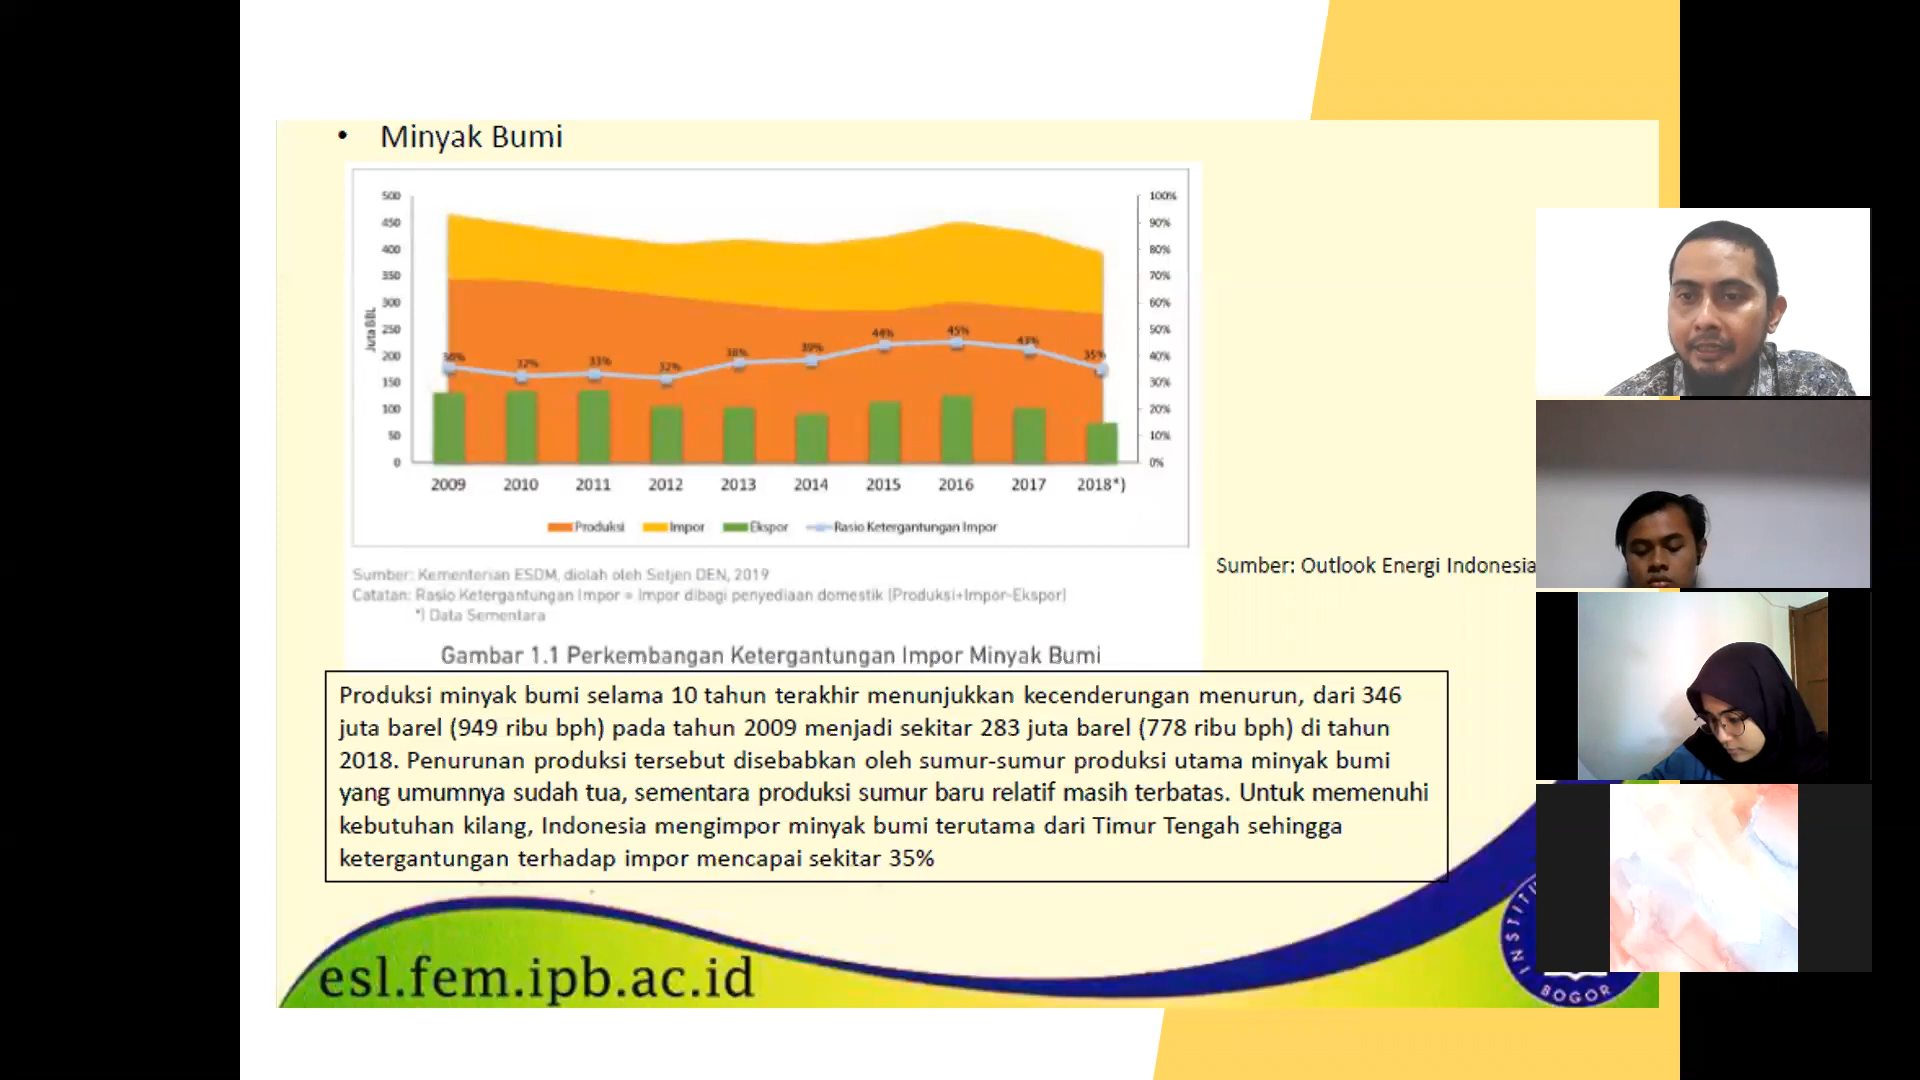 • Minyak Bumi
500
450
400
350
300
250
200
150
100
50
0
Juta BBL
100%
90%
80%
70%
60%
50%
40%
30%
20%
10%
0%
36% 32% 33% 32% 38% 39% 44% 45% 43% 35%
2009 2010 2011 2012 2013 2014 2015 2016 2017 2018*)
Produksi Impor Ekspor Rasio Ketergantungan Impor
Sumber: Kementerian ESDM, diolah oleh Setjen DEN, 2019
Catatan: Rasio Ketergantungan Impor = Impor dibagi penyediaan domestik (Produksi+Impor-Ekspor)
*) Data Sementara
Gambar 1.1 Perkembangan Ketergantungan Impor Minyak Bumi
Sumber: Outlook Energi Indonesia
Produksi minyak bumi selama 10 tahun terakhir menunjukkan kecenderungan menurun, dari 346
juta barel (949 ribu bph) pada tahun 2009 menjadi sekitar 283 juta barel (778 ribu bph) di tahun
2018. Penurunan produksi tersebut disebabkan oleh sumur-sumur produksi utama minyak bumi
yang umumnya sudah tua, sementara produksi sumur baru relatif masih terbatas. Untuk memenuhi
kebutuhan kilang, Indonesia mengimpor minyak bumi terutama dari Timur Tengah sehingga
ketergantungan terhadap impor mencapai sekitar 35%
esl.fem.ipb.ac.id
INSTITU
BOGOR